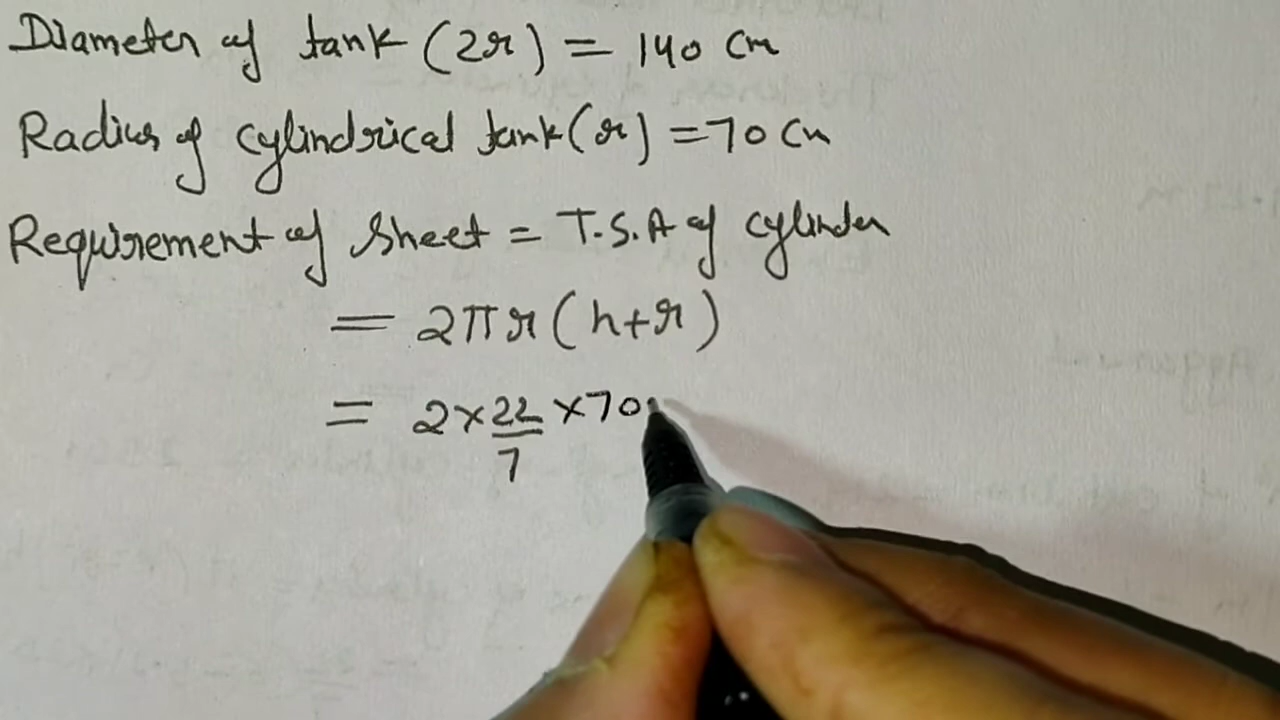 Diameter of tank (2r) = 140 cm
Radius of cylindrical tank (r) = 70 cm
Requirement of sheet = T.S.A of cylinder
= 2πr (h+r)
= 2 × 22/7 × 70